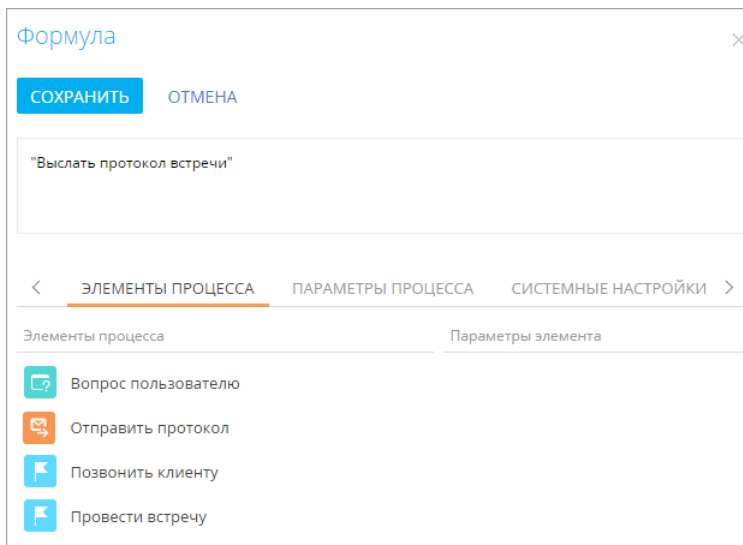 Формула
СОХРАНИТЬ ОТМЕНА
"Выслать протокол встречи"
ЭЛЕМЕНТЫ ПРОЦЕССА ПАРАМЕТРЫ ПРОЦЕССА СИСТЕМНЫЕ НАСТРОЙКИ
Элементы процесса Параметры элемента
Вопрос пользователю
Отправить протокол
Позвонить клиенту
Провести встречу